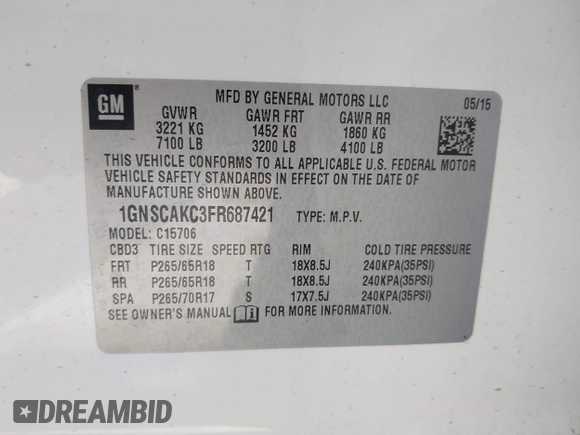 GM
MFD BY GENERAL MOTORS LLC 05/15
GVWR GAWR FRT GAWR RR
3221 KG 1452 KG 1860 KG
7100 LB 3200 LB 4100 LB
THIS VEHICLE CONFORMS TO ALL APPLICABLE U.S. FEDERAL MOTOR
VEHICLE SAFETY STANDARDS IN EFFECT ON THE DATE OF
MANUFACTURE SHOWN ABOVE.
1GNSCAKC3FR687421 TYPE: M.P.V.
MODEL: C15706
CBD3 TIRE SIZE SPEED RTG RIM COLD TIRE PRESSURE
FRT P265/65R18 T 18X8.5J 240KPA(35PSI)
RR P265/65R18 T 18X8.5J 240KPA(35PSI)
SPA P265/70R17 S 17X7.5J 240KPA(35PSI)
SEE OWNER'S MANUAL FOR MORE INFORMATION.
DREAMBID